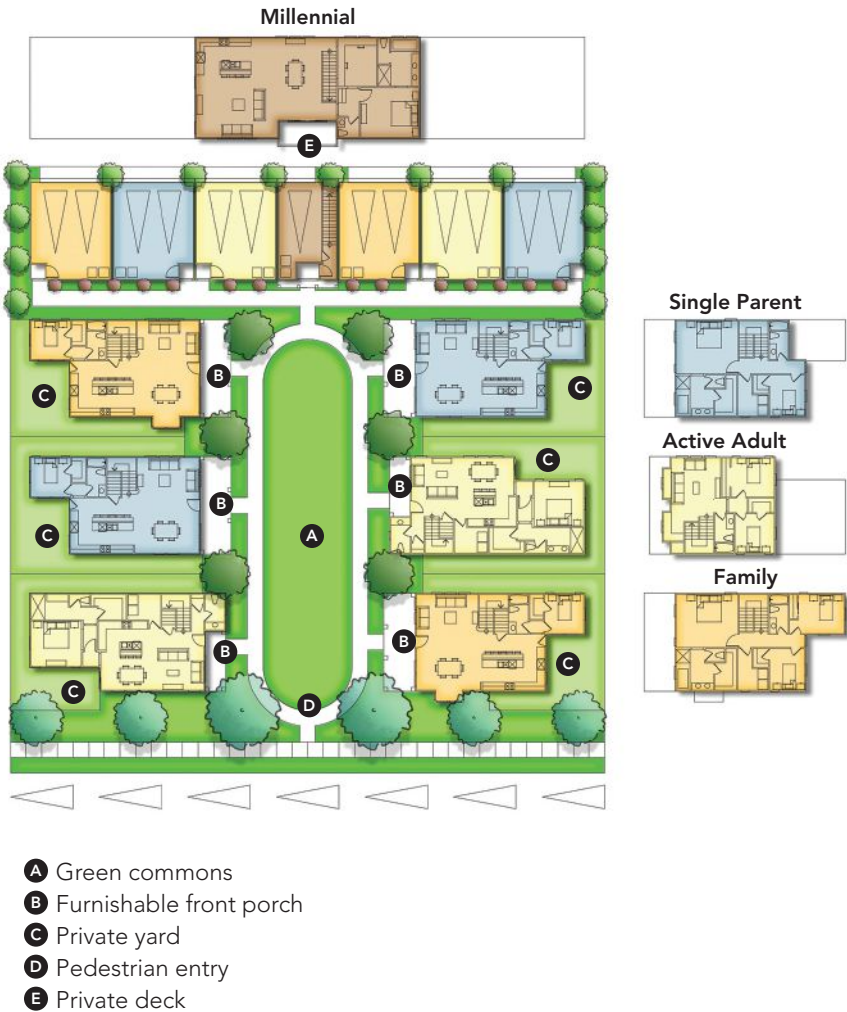 Millennial
E
B
B
C
C
Single Parent
Active Adult
C
B
B
C
A
Family
B
B
C
C
D
A Green commons
B Furnishable front porch
C Private yard
D Pedestrian entry
E Private deck